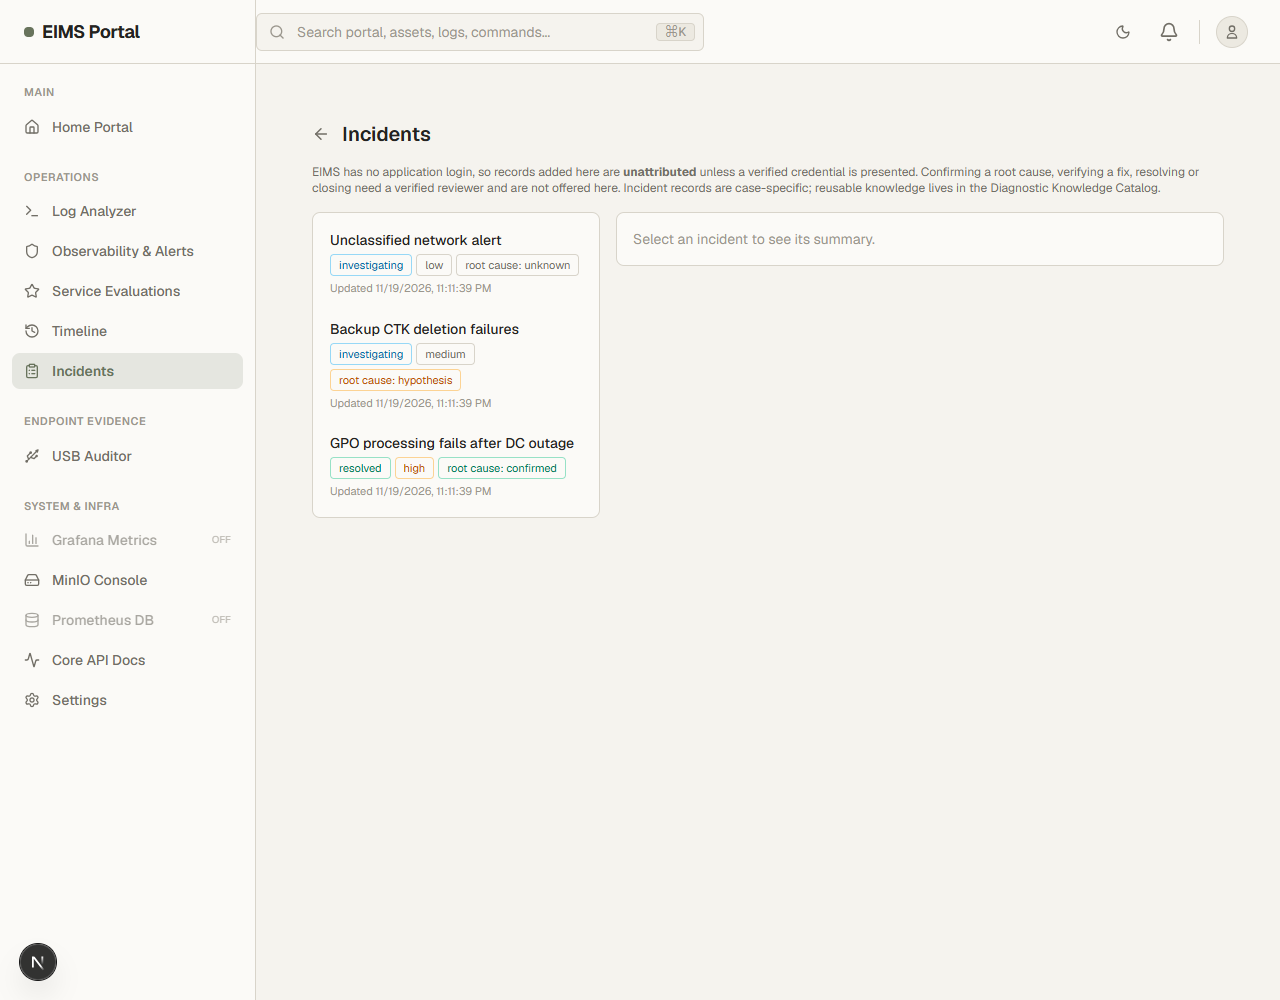 EIMS Portal
Search portal, assets, logs, commands...
⌘K
MAIN
Home Portal
OPERATIONS
Log Analyzer
Observability & Alerts
Service Evaluations
Timeline
Incidents
ENDPOINT EVIDENCE
USB Auditor
SYSTEM & INFRA
Grafana Metrics OFF
MinIO Console
Prometheus DB OFF
Core API Docs
Settings
N
Incidents
EIMS has no application login, so records added here are unattributed unless a verified credential is presented. Confirming a root cause, verifying a fix, resolving or
closing need a verified reviewer and are not offered here. Incident records are case-specific; reusable knowledge lives in the Diagnostic Knowledge Catalog.
Unclassified network alert
investigating low root cause: unknown
Updated 11/19/2026, 11:11:39 PM
Backup CTK deletion failures
investigating medium
root cause: hypothesis
Updated 11/19/2026, 11:11:39 PM
GPO processing fails after DC outage
resolved high root cause: confirmed
Updated 11/19/2026, 11:11:39 PM
Select an incident to see its summary.